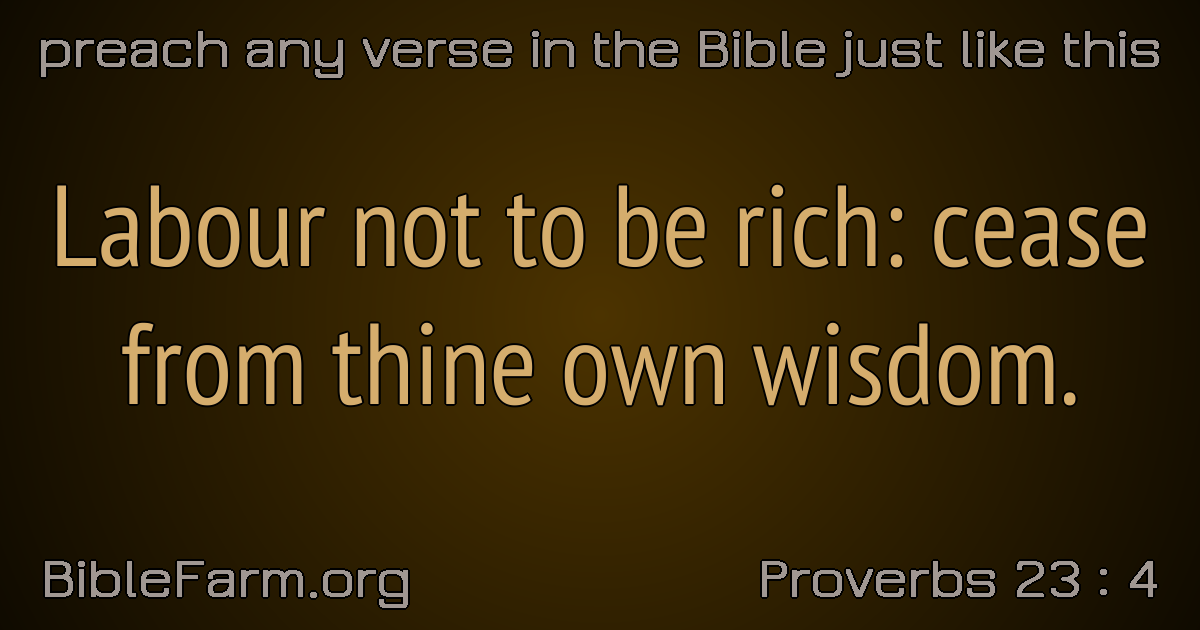 preach any verse in the Bible just like this
Labour not to be rich: cease
from thine own wisdom.
BibleFarm.org
Proverbs 23 : 4